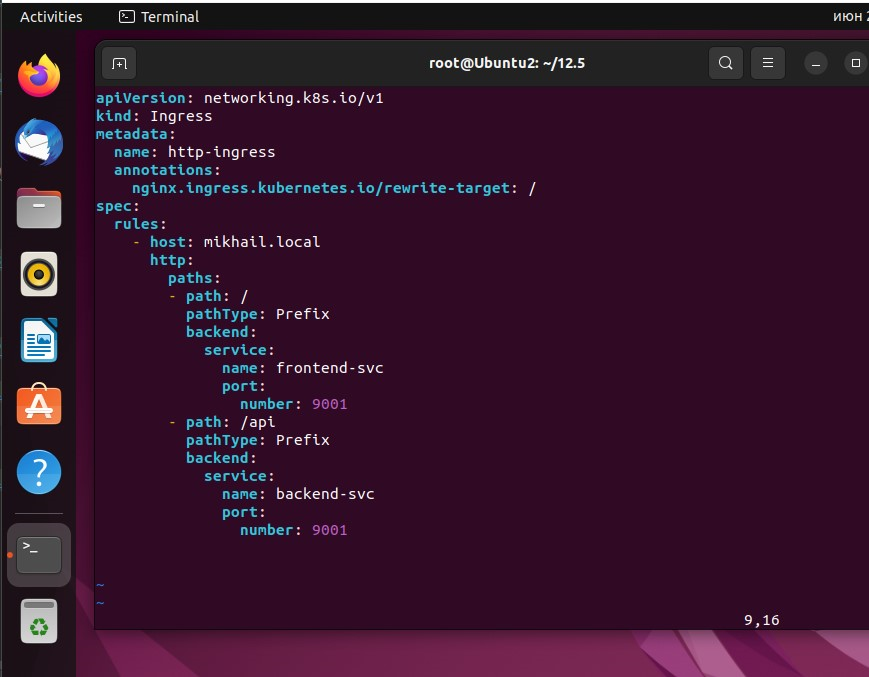 Activities
Terminal
июн
root@Ubuntu2: ~/12.5
apiVersion: networking.k8s.io/v1
kind: Ingress
metadata:
  name: http-ingress
  annotations:
    nginx.ingress.kubernetes.io/rewrite-target: /
spec:
  rules:
    - host: mikhail.local
      http:
        paths:
        - path: /
          pathType: Prefix
          backend:
            service:
              name: frontend-svc
              port:
                number: 9001
        - path: /api
          pathType: Prefix
          backend:
            service:
              name: backend-svc
              port:
                number: 9001
~
~
9,16